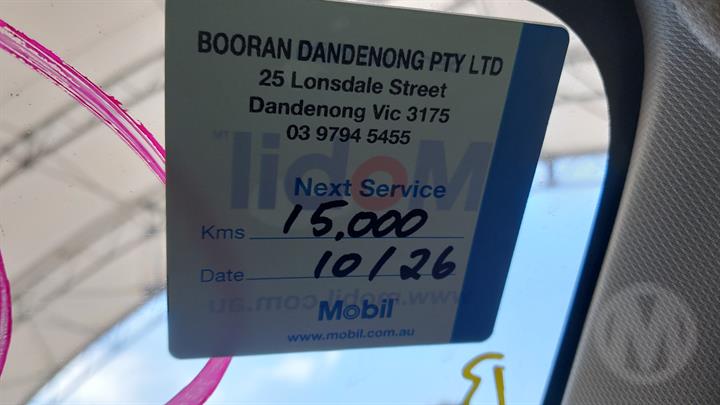 BOORAN DANDENONG PTY LTD
25 Lonsdale Street
Dandenong Vic 3175
03 9794 5455
Mobil
Next Service
Kms 15,000
Date 10/26
www.mobil.com.au
Mobil
www.mobil.com.au